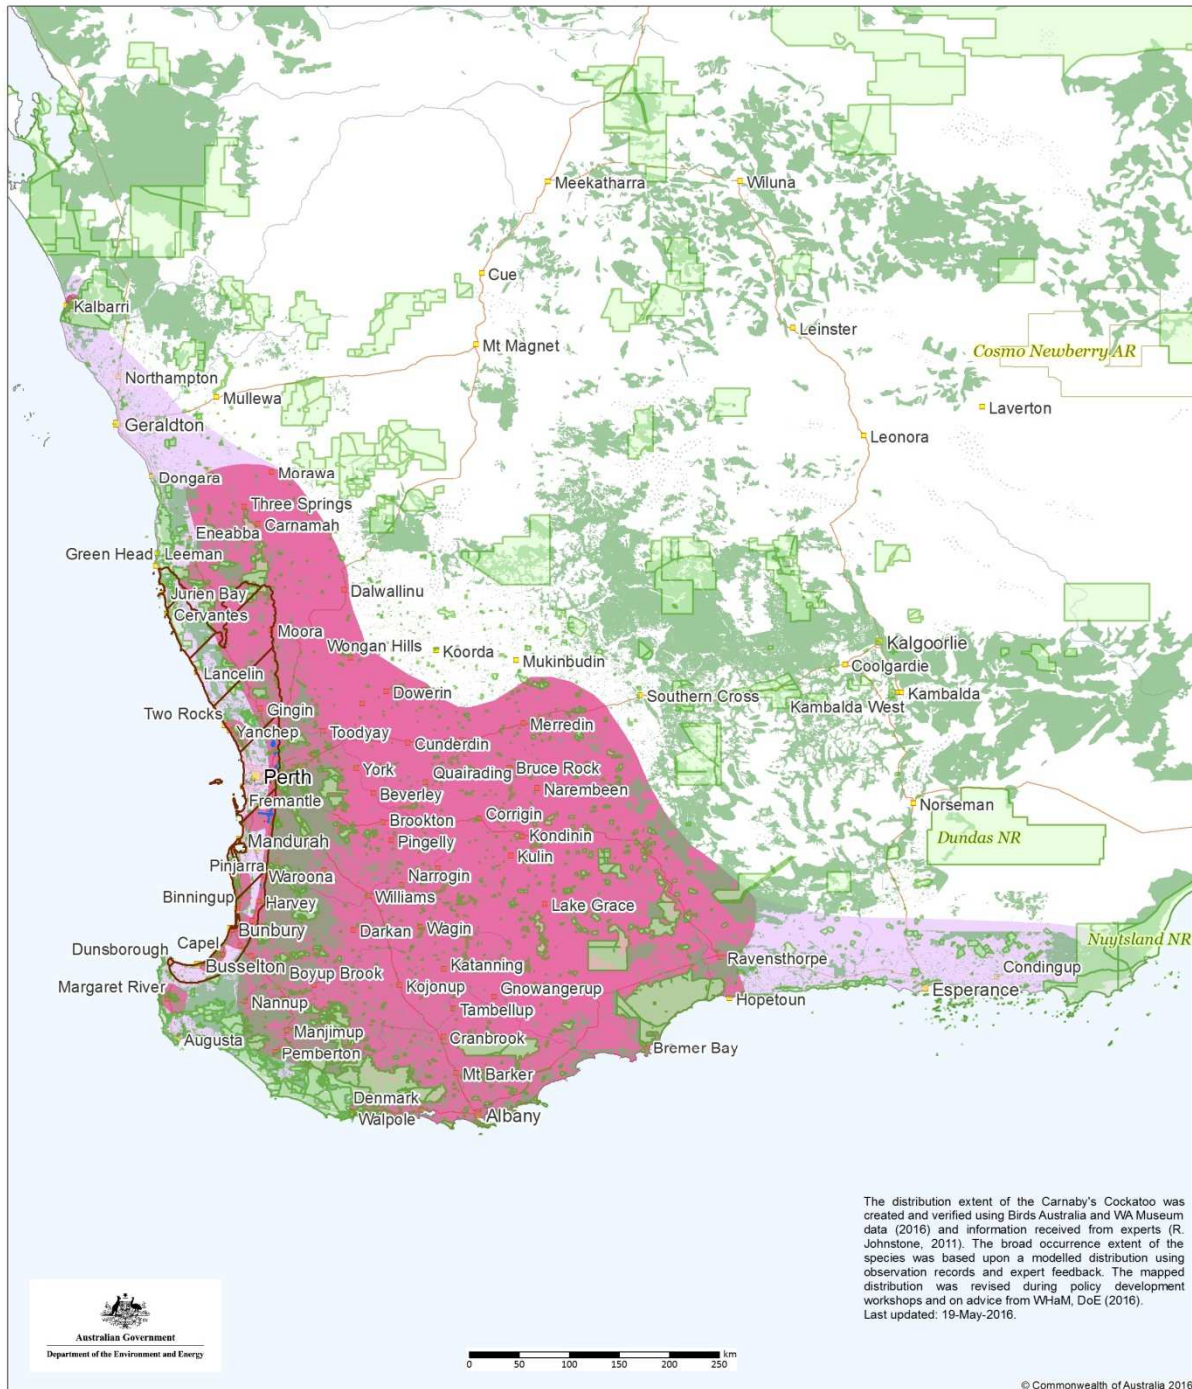 Meekatharra
Wiluna
Cue
Kalbarri
Leinster
Mt Magnet
Cosmo Newberry AR
Northampton
Mullewa
Laverton
Geraldton
Leonora
Dongara
Morawa
Three Springs
Carnamah
Eneabba
Green Head
Leeman
Jurien Bay
Dalwallinu
Cervantes
Moora
Wongan Hills
Koorda
Mukinbudin
Kalgoorlie
Coolgardie
Lancelin
Dowerin
Southern Cross
Kambalda
Kambalda West
Two Rocks
Gingin
Yanchep
Toodyay
Merredin
Cunderdin
Perth
York
Quairading
Bruce Rock
Beverley
Narembeen
Fremantle
Norseman
Brookton
Corrigin
Mandurah
Pingelly
Kondinin
Dundas NR
Pinjarra
Waroona
Kulin
Narrogin
Binningup
Harvey
Williams
Lake Grace
Bunbury
Darkan
Wagin
Dunsborough
Capel
Nuytsland NR
Busselton
Boyup Brook
Katanning
Ravensthorpe
Condingup
Margaret River
Kojonup
Gnowangerup
Esperance
Nannup
Tambellup
Hopetoun
Augusta
Manjimup
Cranbrook
Pemberton
Bremer Bay
Mt Barker
Denmark
Walpole
Albany
The distribution extent of the Carnaby's Cockatoo was
created and verified using Birds Australia and WA Museum
data (2016) and information received from experts (R.
Johnstone, 2011). The broad occurrence extent of the
species was based upon a modelled distribution using
observation records and expert feedback. The mapped
distribution was revised during policy development
workshops and on advice from WHaM, DoE (2016).
Last updated: 19-May-2016.
Australian Government
Department of the Environment and Energy
km
0 50 100 150 200 250
© Commonwealth of Australia 2016